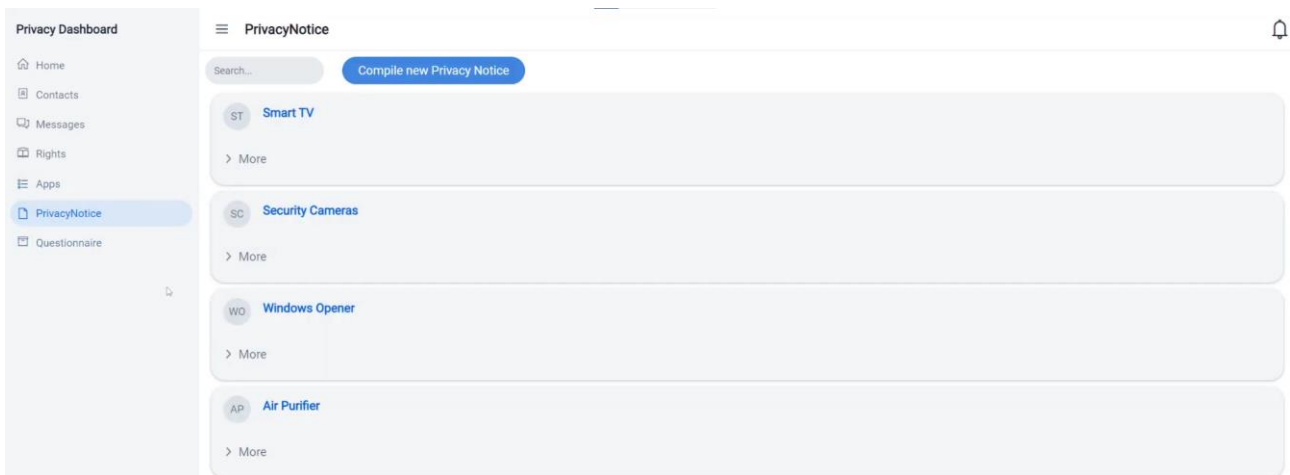 Privacy Dashboard
Home
Contacts
Messages
Rights
Apps
PrivacyNotice
Questionnaire
PrivacyNotice
Search...
Compile new Privacy Notice
ST
Smart TV
More
SC
Security Cameras
More
WO
Windows Opener
More
AP
Air Purifier
More